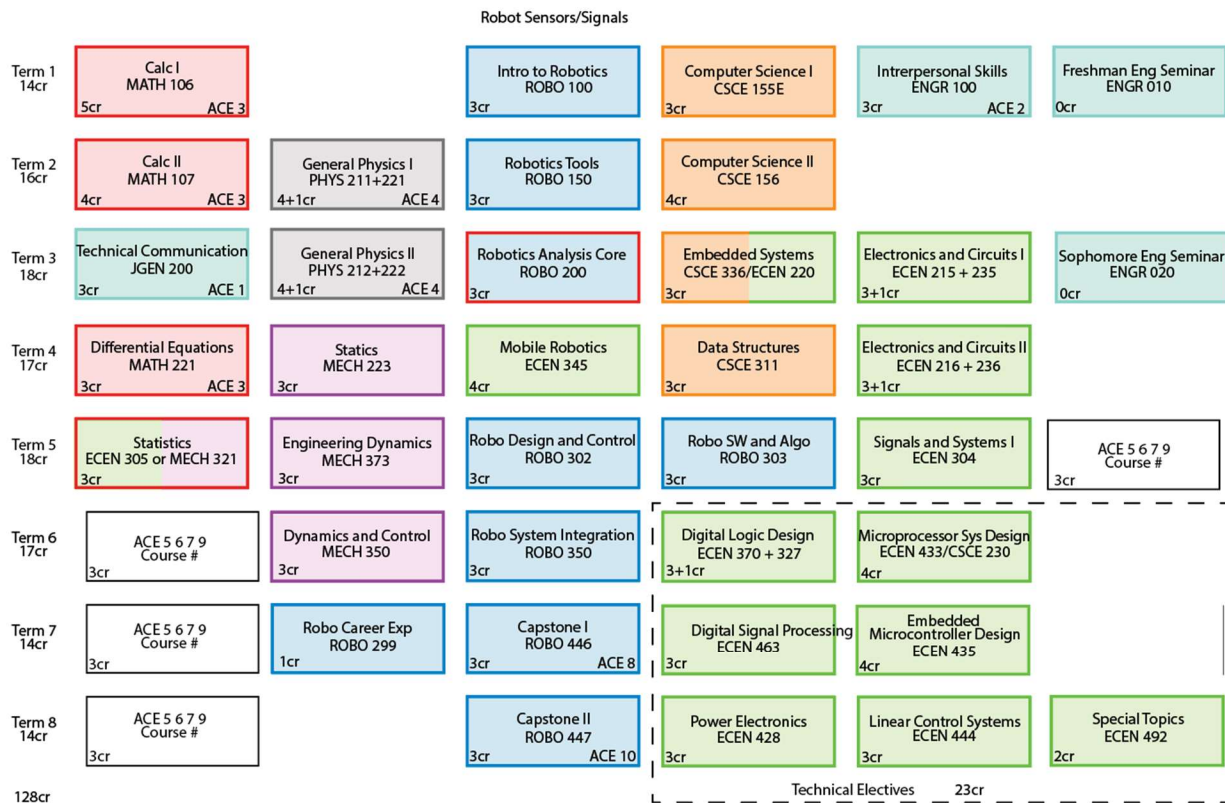 Robot Sensors/Signals
Term 1
14cr
Calc I
MATH 106
5cr
ACE 3
Intro to Robotics
ROBO 100
3cr
Computer Science I
CSCE 155E
3cr
Intrerpersonal Skills
ENGR 100
3cr
ACE 2
Freshman Eng Seminar
ENGR 010
0cr
Term 2
16cr
Calc II
MATH 107
4cr
ACE 3
General Physics I
PHYS 211+221
4+1cr
ACE 4
Robotics Tools
ROBO 150
3cr
Computer Science II
CSCE 156
4cr
Term 3
18cr
Technical Communication
JGEN 200
3cr
ACE 1
General Physics II
PHYS 212+222
4+1cr
ACE 4
Robotics Analysis Core
ROBO 200
3cr
Embedded Systems
CSCE 336/ECEN 220
3cr
Electronics and Circuits I
ECEN 215 + 235
3+1cr
Sophomore Eng Seminar
ENGR 020
0cr
Term 4
17cr
Differential Equations
MATH 221
3cr
ACE 3
Statics
MECH 223
3cr
Mobile Robotics
ECEN 345
4cr
Data Structures
CSCE 311
3cr
Electronics and Circuits II
ECEN 216 + 236
3+1cr
Term 5
18cr
Statistics
ECEN 305 or MECH 321
3cr
Engineering Dynamics
MECH 373
3cr
Robo Design and Control
ROBO 302
3cr
Robo SW and Algo
ROBO 303
3cr
Signals and Systems I
ECEN 304
3cr
ACE 5 6 7 9
Course #
3cr
Term 6
17cr
ACE 5 6 7 9
Course #
3cr
Dynamics and Control
MECH 350
3cr
Robo System Integration
ROBO 350
3cr
Digital Logic Design
ECEN 370 + 327
3+1cr
Microprocessor Sys Design
ECEN 433/CSCE 230
4cr
Term 7
14cr
ACE 5 6 7 9
Course #
3cr
Robo Career Exp
ROBO 299
1cr
Capstone I
ROBO 446
3cr
ACE 8
Digital Signal Processing
ECEN 463
3cr
Embedded
Microcontroller Design
ECEN 435
4cr
Term 8
14cr
ACE 5 6 7 9
Course #
3cr
Capstone II
ROBO 447
3cr
ACE 10
Power Electronics
ECEN 428
3cr
Linear Control Systems
ECEN 444
3cr
Special Topics
ECEN 492
2cr
Technical Electives 23cr
128cr